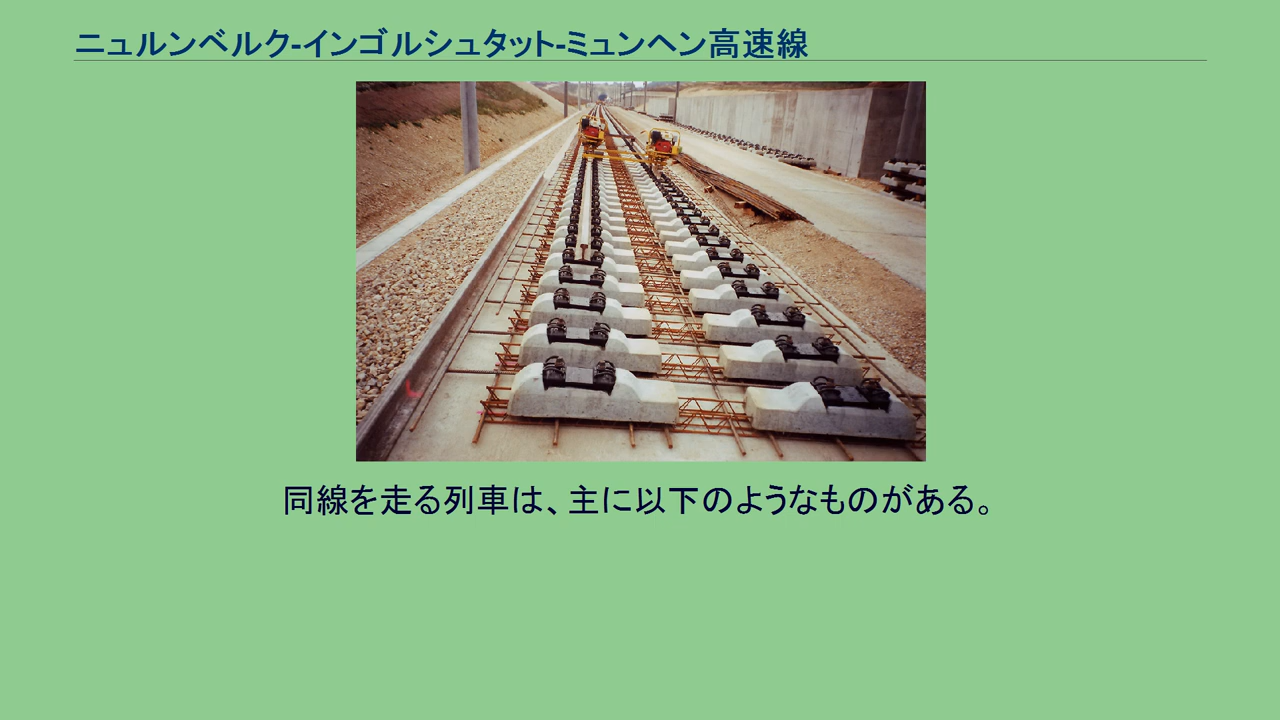 ニュルンベルク-インゴルシュタット-ミュンヘン高速線
同線を走る列車は、主に以下のようなものがある。